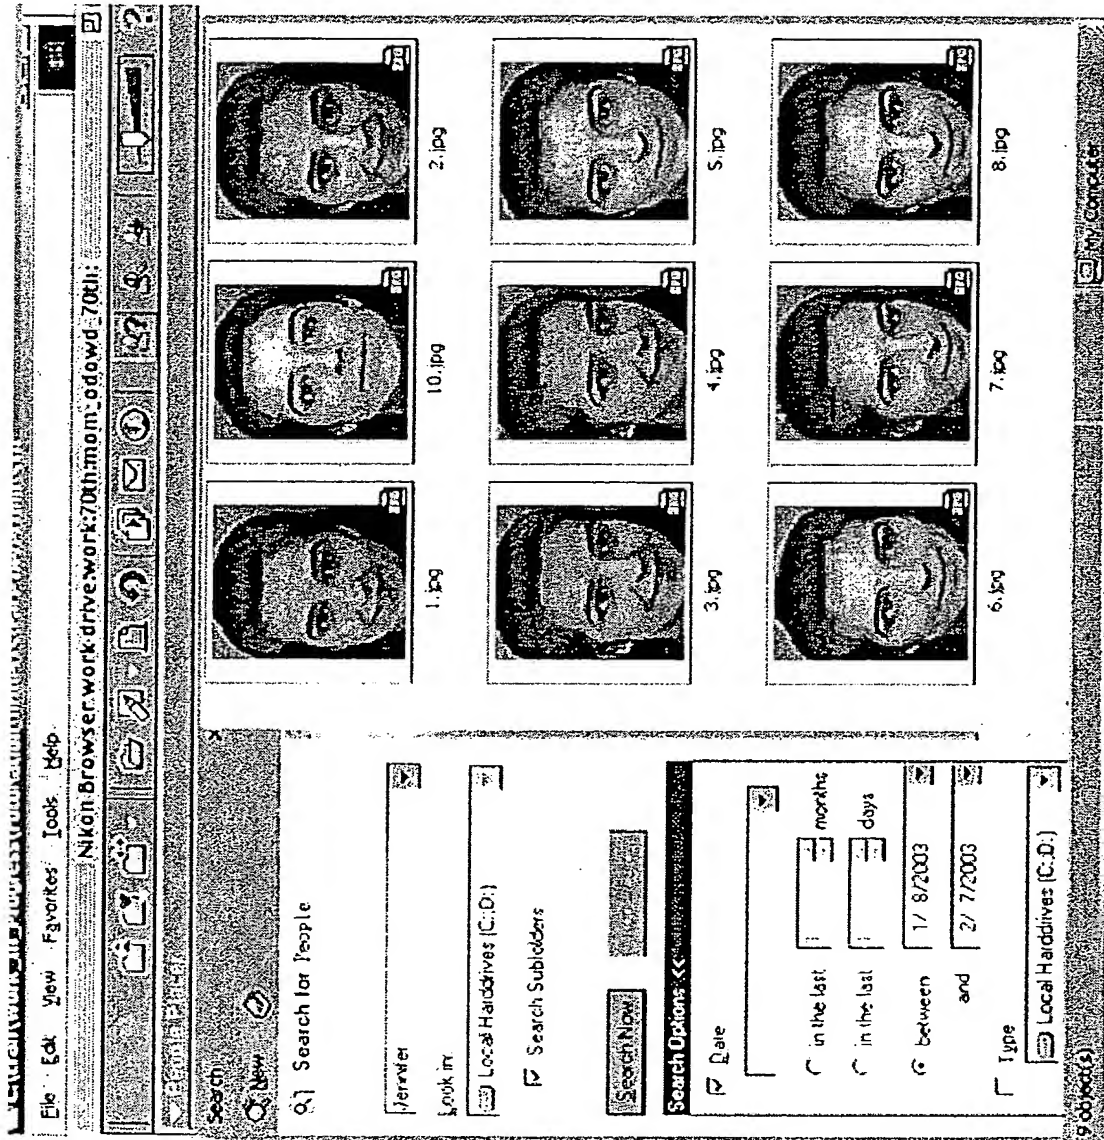 File Edit View Favorites Tools Help
Nikon Browser:work drive:work:70th:mom_odowd_70th:
Search
New
Search for People
Jennifer
Look in:
Local Harddrives (C:;D:)
Search Subfolders
Search Now
Search Options <<
Date
in the last months
in the last days
between 1/ 8/2003
and 2/ 7/2003
Type
Local Harddrives (C:;D:)
1.jpg 10.jpg 2.jpg
3.jpg 4.jpg 5.jpg
6.jpg 7.jpg 8.jpg
9 object(s) My Computer